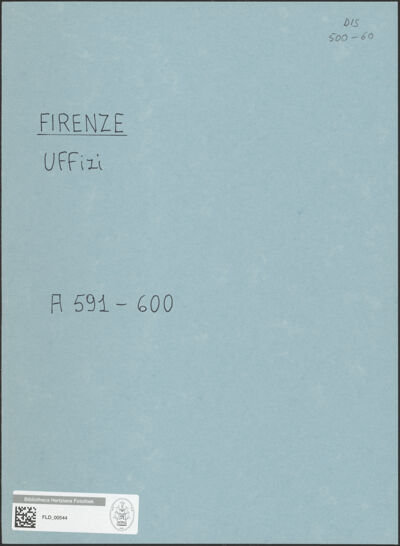 DIS
500-60
FIRENZE
UFFizi
A 591 - 600
Bibliotheca Hertziana Fotothek
FLD_00544